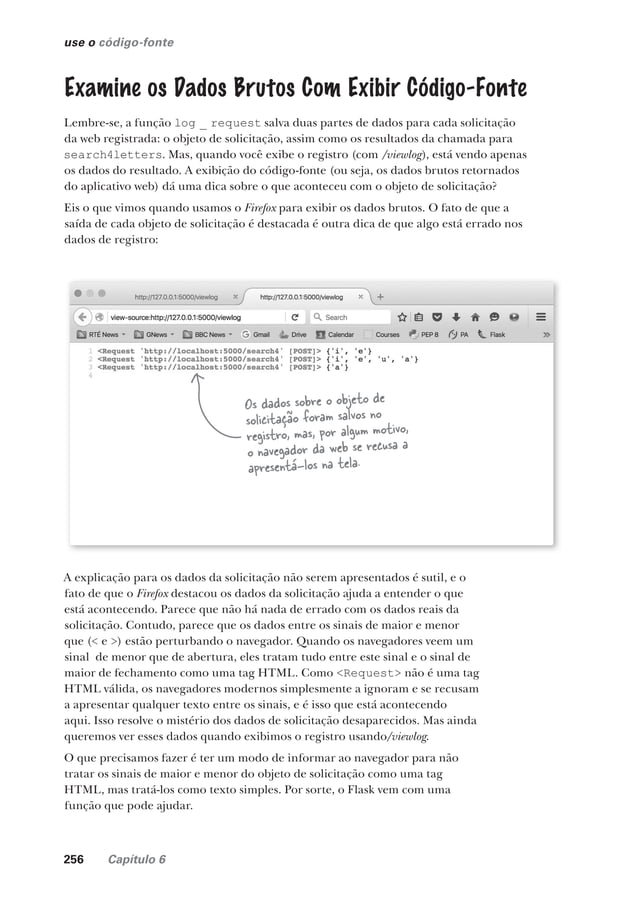 use o código-fonte
Examine os Dados Brutos Com Exibir Código-Fonte
Lembre-se, a função log _ request salva duas partes de dados para cada solicitação
da web registrada: o objeto de solicitação, assim como os resultados da chamada para
search4letters. Mas, quando você exibe o registro (com /viewlog), está vendo apenas
os dados do resultado. A exibição do código-fonte (ou seja, os dados brutos retornados
do aplicativo web) dá uma dica sobre o que aconteceu com o objeto de solicitação?
Eis o que vimos quando usamos o Firefox para exibir os dados brutos. O fato de que a
saída de cada objeto de solicitação é destacada é outra dica de que algo está errado nos
dados de registro:
http://127.0.0.1:5000/viewlog × http://127.0.0.1:5000/viewlog × +
view-source:http://127.0.0.1:5000/viewlog Search
RTÉ News GNews BBC News Gmail Drive Calendar Courses PEP 8 PA Flask »
1 <Request 'http://localhost:5000/search4' [POST]> {'i', 'e'}
2 <Request 'http://localhost:5000/search4' [POST]> {'i', 'e', 'u', 'a'}
3 <Request 'http://localhost:5000/search4' [POST]> {'a'}
4
Os dados sobre o objeto de
solicitação foram salvos no
registro, mas, por algum motivo,
o navegador da web se recusa a
apresentá-los na tela.
A explicação para os dados da solicitação não serem apresentados é sutil, e o
fato de que o Firefox destacou os dados da solicitação ajuda a entender o que
está acontecendo. Parece que não há nada de errado com os dados reais da
solicitação. Contudo, parece que os dados entre os sinais de maior e menor
que (< e >) estão perturbando o navegador. Quando os navegadores veem um
sinal de menor que de abertura, eles tratam tudo entre este sinal e o sinal de
maior de fechamento como uma tag HTML. Como <Request> não é uma tag
HTML válida, os navegadores modernos simplesmente a ignoram e se recusam
a apresentar qualquer texto entre os sinais, e é isso que está acontecendo
aqui. Isso resolve o mistério dos dados de solicitação desaparecidos. Mas ainda
queremos ver esses dados quando exibimos o registro usando/viewlog.
O que precisamos fazer é ter um modo de informar ao navegador para não
tratar os sinais de maior e menor do objeto de solicitação como uma tag
HTML, mas tratá-los como texto simples. Por sorte, o Flask vem com uma
função que pode ajudar.
256 Capítulo 6